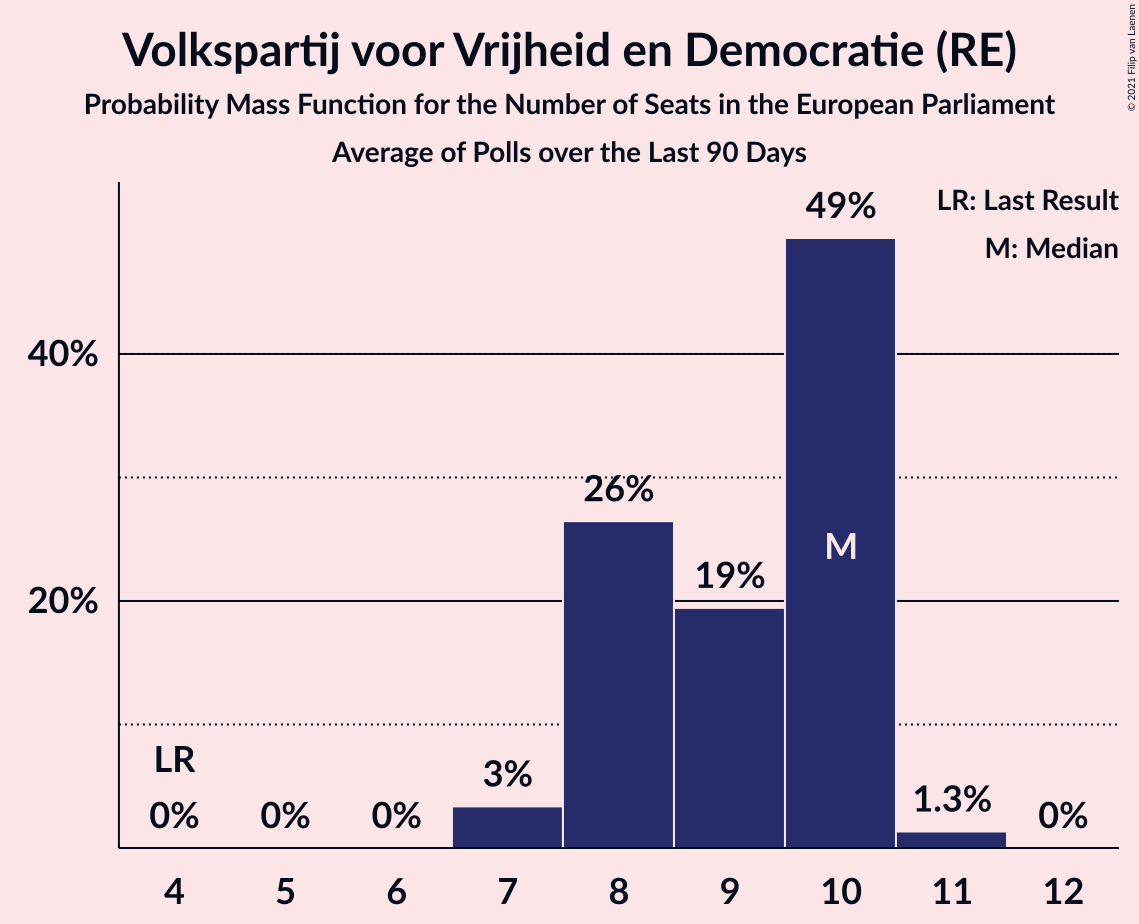 Volkspartij voor Vrijheid en Democratie (RE)
Probability Mass Function for the Number of Seats in the European Parliament
Average of Polls over the Last 90 Days
© 2021 Filip van Laenen
LR: Last Result
M: Median
49%
40%
26%
M
19%
20%
LR
3%
1.3%
0% 0% 0% 0%
4 5 6 7 8 9 10 11 12